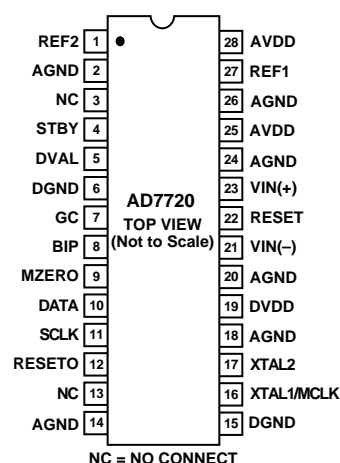 REF2 1 28 AVDD
AGND 2 27 REF1
NC 3 26 AGND
STBY 4 25 AVDD
DVAL 5 24 AGND
DGND 6 23 VIN(+)
GC 7 22 RESET
BIP 8 21 VIN(–)
MZERO 9 20 AGND
DATA 10 19 DVDD
SCLK 11 18 AGND
RESETO 12 17 XTAL2
NC 13 16 XTAL1/MCLK
AGND 14 15 DGND
AD7720
TOP VIEW
(Not to Scale)
NC = NO CONNECT